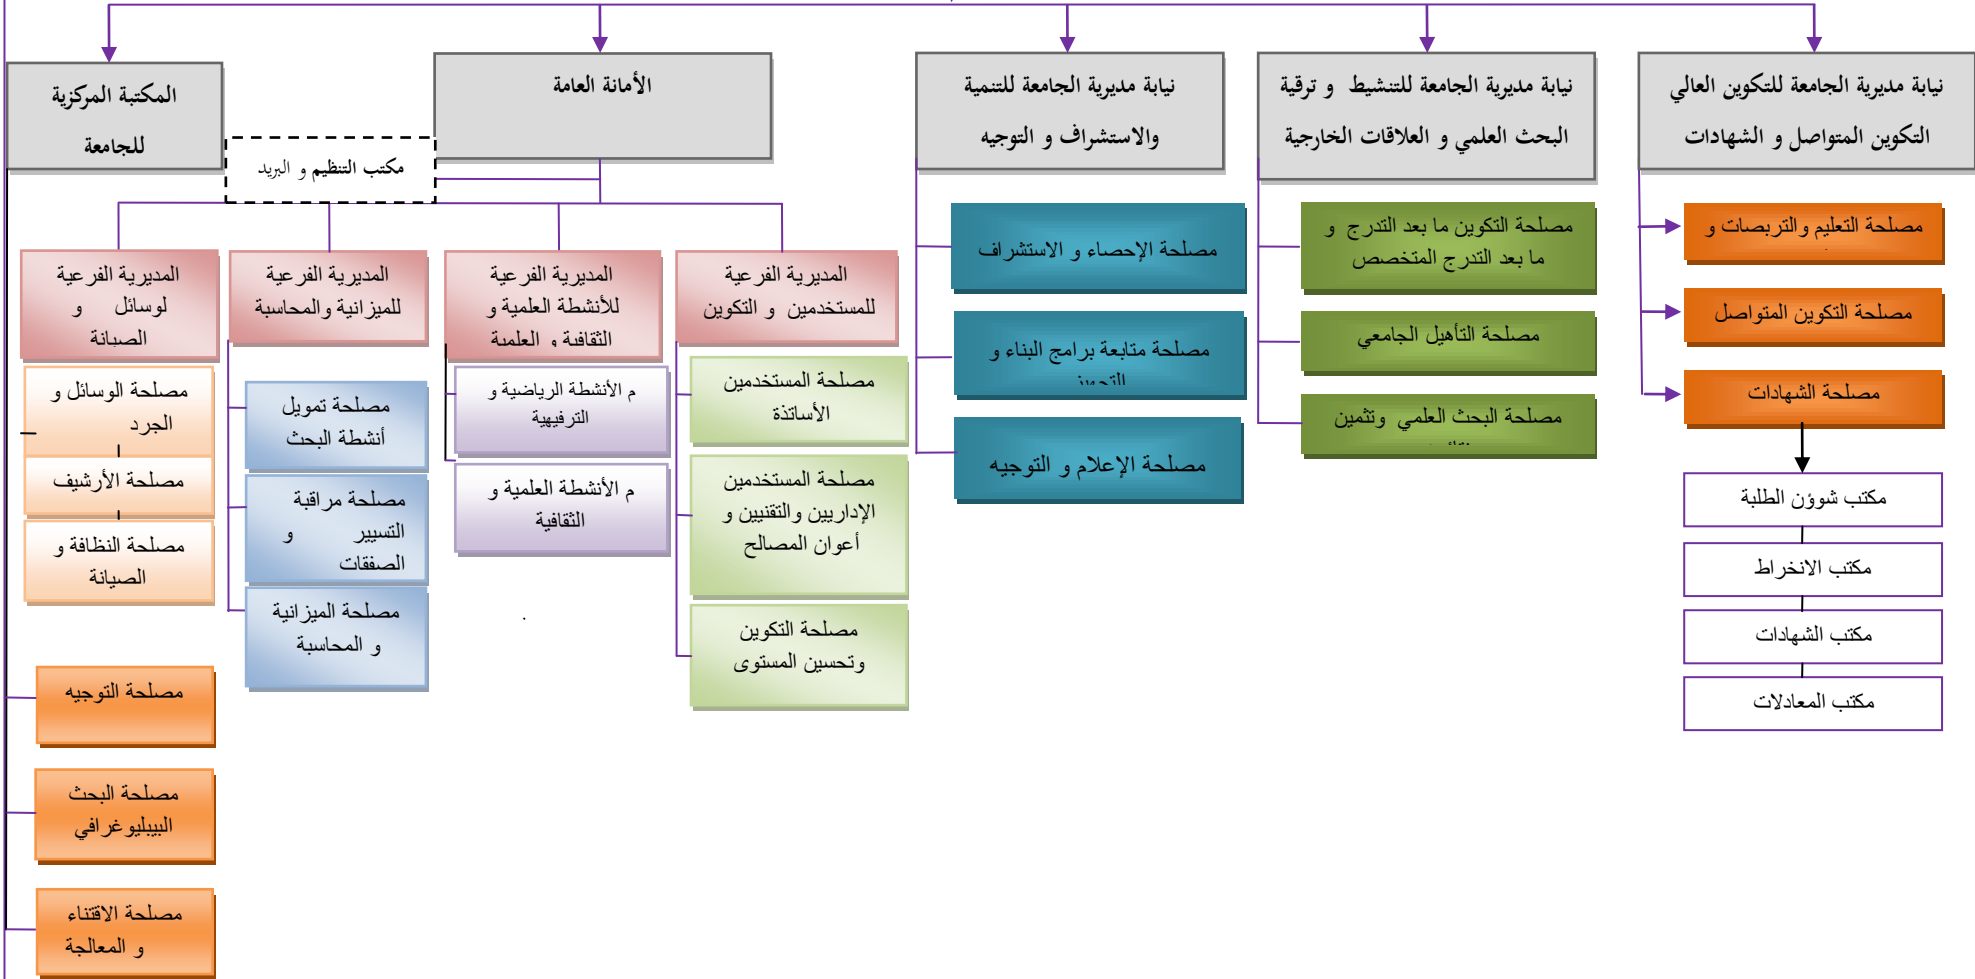 نيابة مديرية الجامعة للتكوين العالي
التكوين المتواصل و الشهادات
نيابة مديرية الجامعة للتنشيط و ترقية
البحث العلمي و العلاقات الخارجية
نيابة مديرية الجامعة للتنمية
والاستشراف و التوجيه
الأمانة العامة
المكتبة المركزية
للجامعة
مكتب التنظيم و البريد
مصلحة التعليم والتربصات و
مصلحة التكوين المتواصل
مصلحة الشهادات
مكتب شوؤن الطلبة
مكتب الانخراط
مكتب الشهادات
مكتب المعادلات
مصلحة التكوين ما بعد التدرج و
ما بعد التدرج المتخصص
مصلحة التأهيل الجامعي
مصلحة البحث العلمي وتثمين
مصلحة الإحصاء و الاستشراف
مصلحة متابعة برامج البناء و
التجهيز
مصلحة الإعلام و التوجيه
المديرية الفرعية
للمستخدمين و التكوين
مصلحة المستخدمين
الأساتذة
مصلحة المستخدمين
الإداريين والتقنيين و
أعوان المصالح
مصلحة التكوين
وتحسين المستوى
المديرية الفرعية
للأنشطة العلمية و
الثقافية و العلمية
م الأنشطة الرياضية و
الترفيهية
م الأنشطة العلمية و
الثقافية
المديرية الفرعية
للميزانية والمحاسبة
مصلحة تمويل
أنشطة البحث
مصلحة مراقبة
التسيير و
الصفقات
مصلحة الميزانية
و المحاسبة
المديرية الفرعية
لوسائل و
الصيانة
مصلحة الوسائل و
الجرد
مصلحة الأرشيف
مصلحة النظافة و
الصيانة
مصلحة التوجيه
مصلحة البحث
البيبليوغرافي
مصلحة الاقتناء
و المعالجة